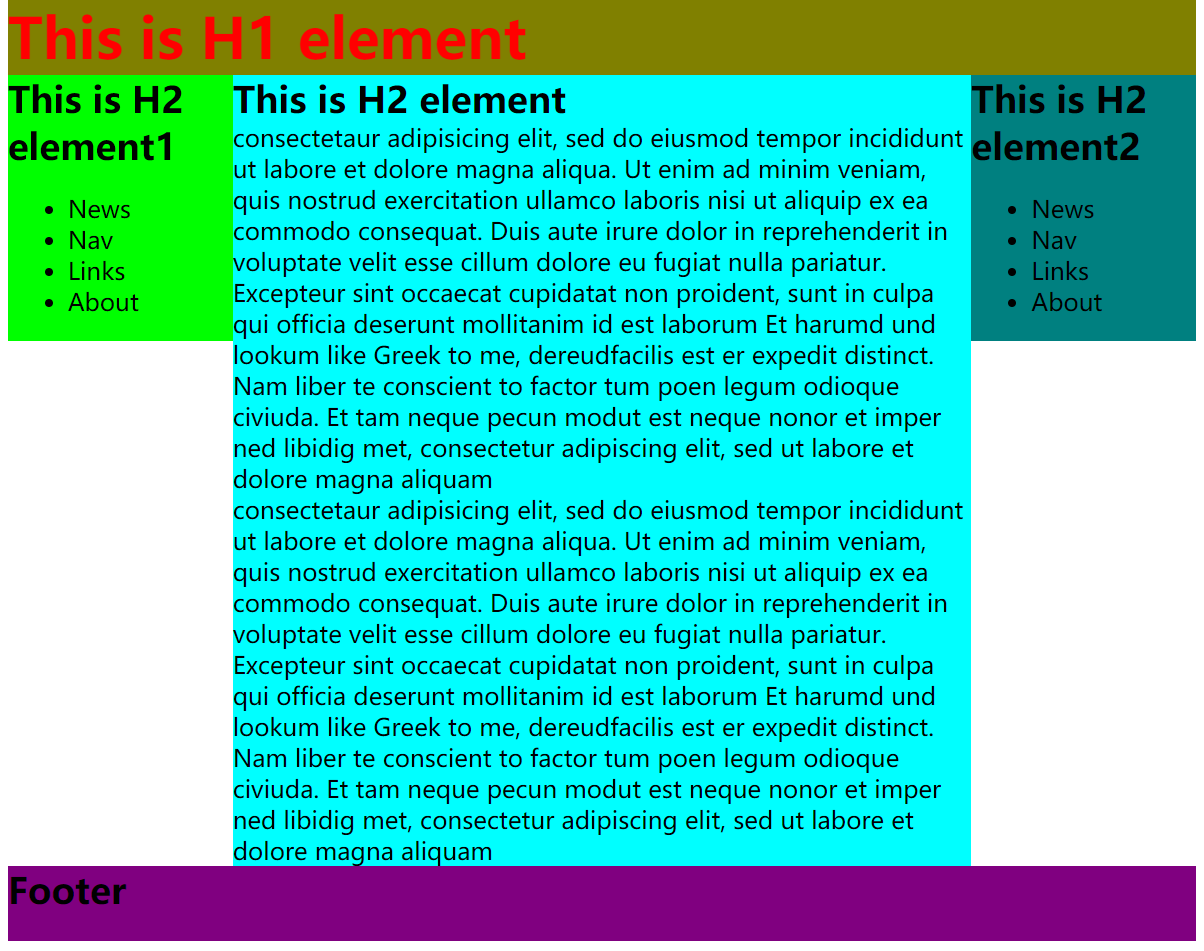 This is H1 element
This is H2
element1
News
Nav
Links
About
This is H2 element
consectetaur adipisicing elit, sed do eiusmod tempor incididunt
ut labore et dolore magna aliqua. Ut enim ad minim veniam,
quis nostrud exercitation ullamco laboris nisi ut aliquip ex ea
commodo consequat. Duis aute irure dolor in reprehenderit in
voluptate velit esse cillum dolore eu fugiat nulla pariatur.
Excepteur sint occaecat cupidatat non proident, sunt in culpa
qui officia deserunt mollitanim id est laborum Et harumd und
lookum like Greek to me, dereudfacilis est er expedit distinct.
Nam liber te conscient to factor tum poen legum odioque
civiuda. Et tam neque pecun modut est neque nonor et imper
ned libidig met, consectetur adipiscing elit, sed ut labore et
dolore magna aliquam
consectetaur adipisicing elit, sed do eiusmod tempor incididunt
ut labore et dolore magna aliqua. Ut enim ad minim veniam,
quis nostrud exercitation ullamco laboris nisi ut aliquip ex ea
commodo consequat. Duis aute irure dolor in reprehenderit in
voluptate velit esse cillum dolore eu fugiat nulla pariatur.
Excepteur sint occaecat cupidatat non proident, sunt in culpa
qui officia deserunt mollitanim id est laborum Et harumd und
lookum like Greek to me, dereudfacilis est er expedit distinct.
Nam liber te conscient to factor tum poen legum odioque
civiuda. Et tam neque pecun modut est neque nonor et imper
ned libidig met, consectetur adipiscing elit, sed ut labore et
dolore magna aliquam
This is H2
element2
News
Nav
Links
About
Footer